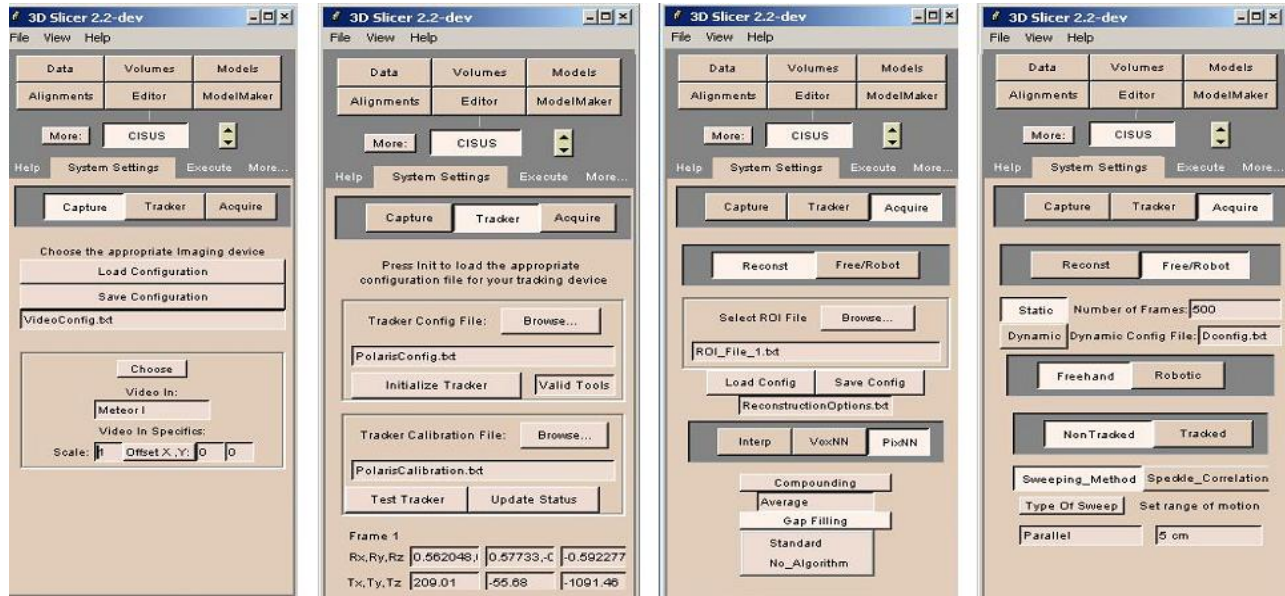 3D Slicer 2.2-dev
File View Help
Data Volumes Models
Alignments Editor ModelMaker
More: CISUS
Help System Settings Execute More...
Capture Tracker Acquire
Choose the appropriate Imaging device
Load Configuration
Save Configuration
VideoConfig.txt
Choose
Video In:
Meteor I
Video In Specifics:
Scale: 1 Offset X ,Y: 0 0
3D Slicer 2.2-dev
File View Help
Data Volumes Models
Alignments Editor ModelMaker
More: CISUS
Help System Settings Execute More...
Capture Tracker Acquire
Press Init to load the appropriate
configuration file for your tracking device
Tracker Config File: Browse...
PolarisConfig.txt
Initialize Tracker Valid Tools
Tracker Calibration File: Browse...
PolarisCalibration.txt
Test Tracker Update Status
Frame 1
Rx,Ry,Rz 0.562048, 0.57733,- -0.592277
Tx,Ty,Tz 209.01 -55.68 -1091.46
3D Slicer 2.2-dev
File View Help
Data Volumes Models
Alignments Editor ModelMaker
More: CISUS
Help System Settings Execute More...
Capture Tracker Acquire
Reconst Free/Robot
Select ROI File Browse...
ROI_File_1.txt
Load Config Save Config
ReconstructionOptions.txt
Interp VoxNN PixNN
Compounding
Average
Gap Filling
Standard
No_Algorithm
3D Slicer 2.2-dev
File View Help
Data Volumes Models
Alignments Editor ModelMaker
More: CISUS
Help System Settings Execute More...
Capture Tracker Acquire
Reconst Free/Robot
Static Number of Frames: 500
Dynamic Dynamic Config File: Dconfig.txt
Freehand Robotic
NonTracked Tracked
Sweeping_Method Speckle_Correlation
Type Of Sweep Set range of motion
Parallel 5 cm